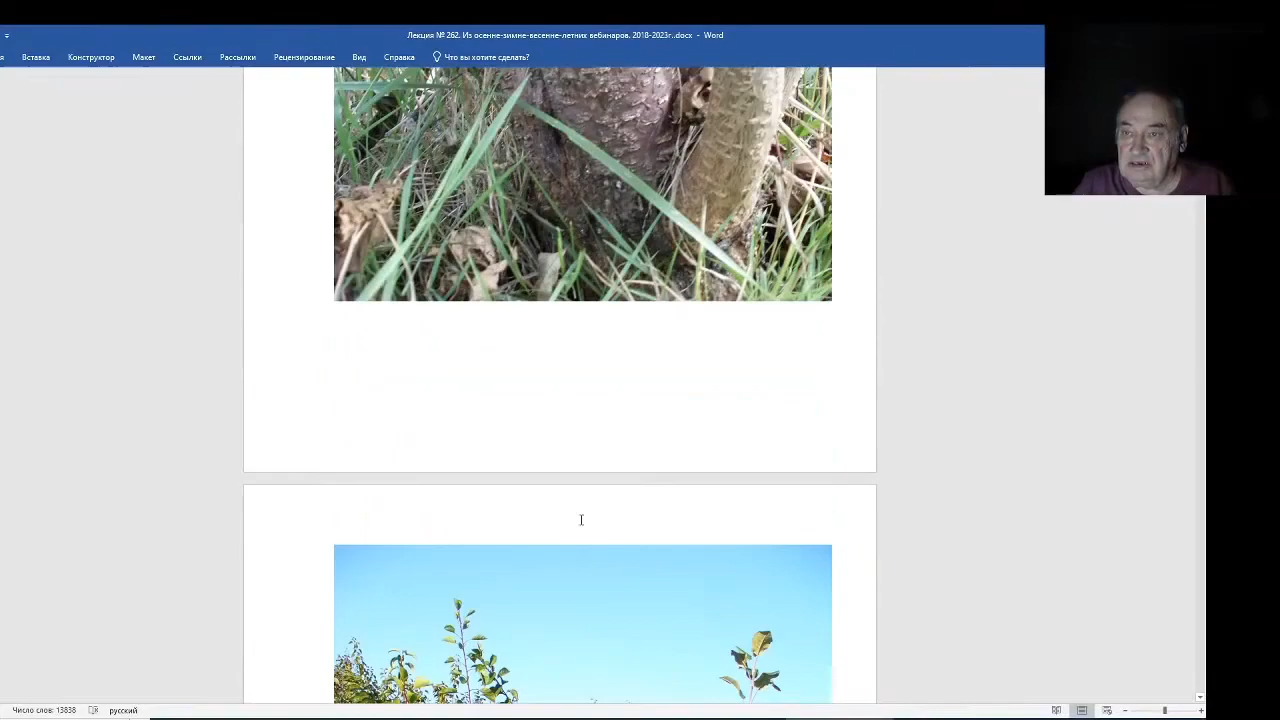 Лекция № 262. Из осенне-зимне-весенне-летних вебинаров. 2018-2023г..docx - Word
я Вставка Конструктор Макет Ссылки Рассылки Рецензирование Вид Справка Что вы хотите сделать?
Число слов: 13838 русский